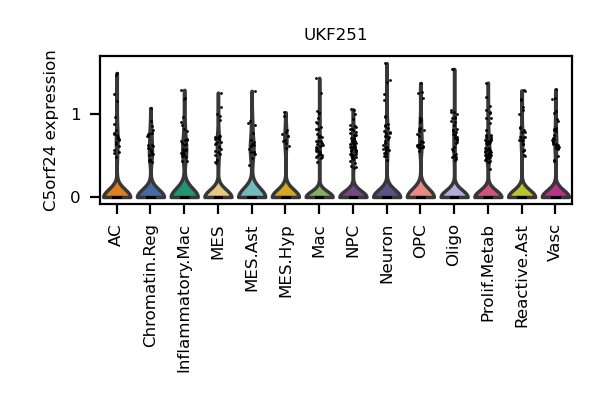 UKF251
C5orf24 expression
1
0
AC
Chromatin.Reg
Inflammatory.Mac
MES
MES.Ast
MES.Hyp
Mac
NPC
Neuron
OPC
Oligo
Prolif.Metab
Reactive.Ast
Vasc